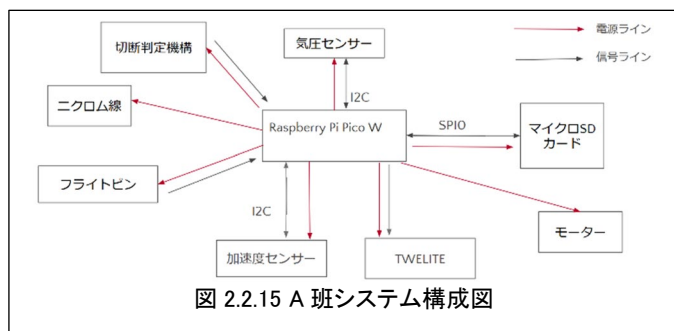 切断判定機構
気圧センサー
電源ライン
信号ライン
ニクロム線
I2C
Raspberry Pi Pico W
SPI0
マイクロSD
カード
フライトピン
I2C
加速度センサー
TWELITE
モーター
図 2.2.15 A 班システム構成図